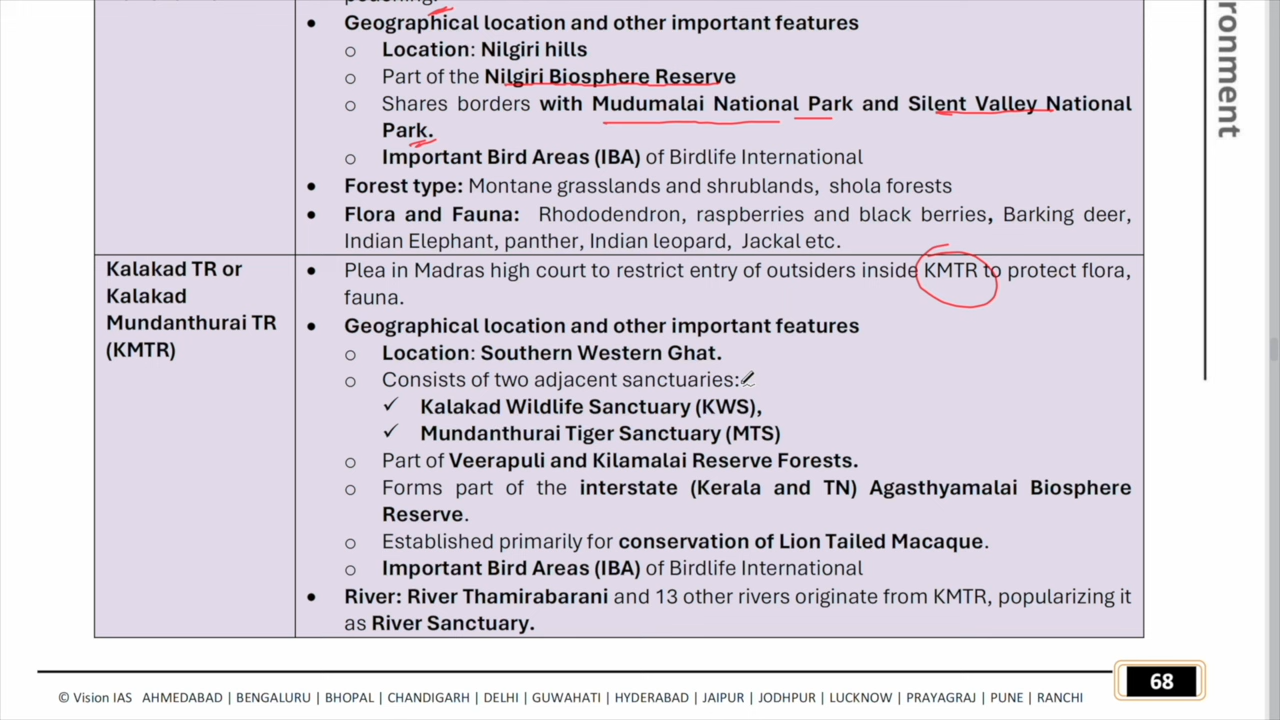 • Geographical location and other important features
o Location: Nilgiri hills
o Part of the Nilgiri Biosphere Reserve
o Shares borders with Mudumalai National Park and Silent Valley National
Park.
o Important Bird Areas (IBA) of Birdlife International
• Forest type: Montane grasslands and shrublands, shola forests
• Flora and Fauna: Rhododendron, raspberries and black berries, Barking deer,
Indian Elephant, panther, Indian leopard, Jackal etc.
Kalakad TR or
Kalakad
Mundanthurai TR
(KMTR)
• Plea in Madras high court to restrict entry of outsiders inside KMTR to protect flora,
fauna.
• Geographical location and other important features
o Location: Southern Western Ghat.
o Consists of two adjacent sanctuaries:
✓ Kalakad Wildlife Sanctuary (KWS),
✓ Mundanthurai Tiger Sanctuary (MTS)
o Part of Veerapuli and Kilamalai Reserve Forests.
o Forms part of the interstate (Kerala and TN) Agasthyamalai Biosphere
Reserve.
o Established primarily for conservation of Lion Tailed Macaque.
o Important Bird Areas (IBA) of Birdlife International
• River: River Thamirabarani and 13 other rivers originate from KMTR, popularizing it
as River Sanctuary.
ronment
68
© Vision IAS AHMEDABAD | BENGALURU | BHOPAL | CHANDIGARH | DELHI | GUWAHATI | HYDERABAD | JAIPUR | JODHPUR | LUCKNOW | PRAYAGRAJ | PUNE | RANCHI